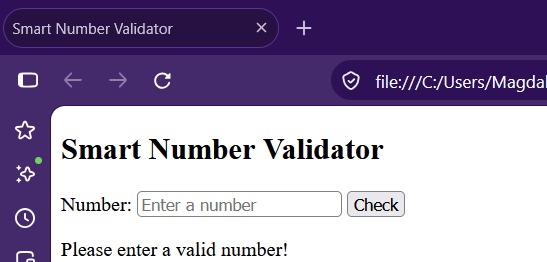 Smart Number Validator
file:///C:/Users/Magdal
Smart Number Validator
Number: Enter a number Check
Please enter a valid number!